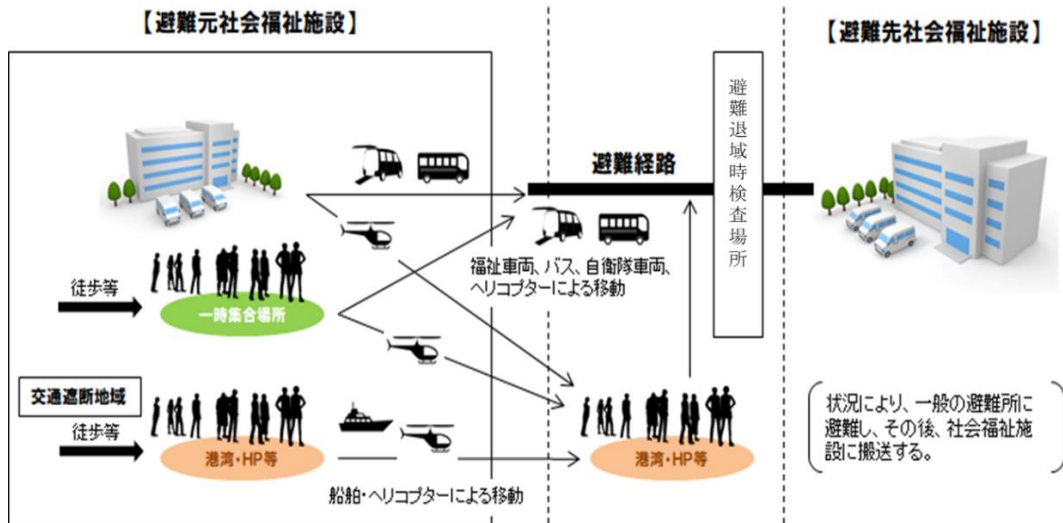 【避難元社会福祉施設】
【避難先社会福祉施設】
避難退域時検査場所
避難経路
福祉車両、バス、自衛隊車両、
ヘリコプターによる移動
徒歩等
一時集合場所
交通遮断地域
徒歩等
港湾・HP等
船舶・ヘリコプターによる移動
港湾・HP等
状況により、一般の避難所に
避難し、その後、社会福祉施
設に搬送する。